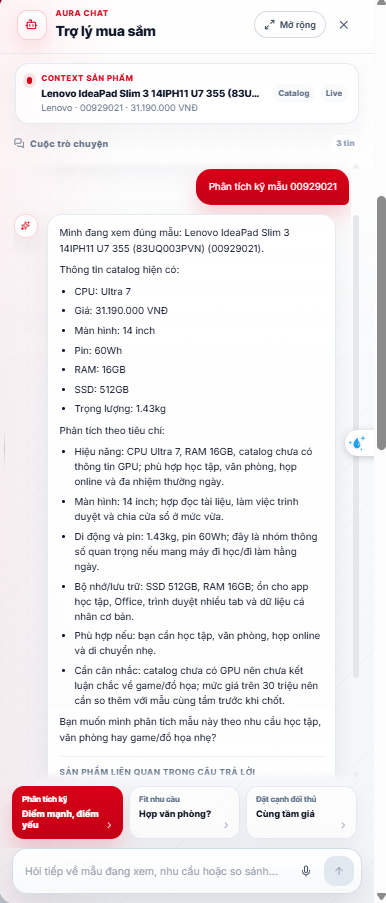 AURA CHAT
Trợ lý mua sắm
Mở rộng
CONTEXT SẢN PHẨM
Lenovo IdeaPad Slim 3 14IPH11 U7 355 (83U...
Catalog
Live
Lenovo · 00929021 · 31.190.000 VNĐ
Cuộc trò chuyện
3 tin
Phân tích kỹ mẫu 00929021
Mình đang xem đúng mẫu: Lenovo IdeaPad Slim 3
14IPH11 U7 355 (83UQ003PVN) (00929021).
Thông tin catalog hiện có:
• CPU: Ultra 7
• Giá: 31.190.000 VNĐ
• Màn hình: 14 inch
• Pin: 60Wh
• RAM: 16GB
• SSD: 512GB
• Trọng lượng: 1.43kg
Phân tích theo tiêu chí:
• Hiệu năng: CPU Ultra 7, RAM 16GB, catalog chưa có
thông tin GPU; phù hợp học tập, văn phòng, họp
online và đa nhiệm thường ngày.
• Màn hình: 14 inch; hợp đọc tài liệu, làm việc trình
duyệt và chia cửa sổ ở mức vừa.
• Di động và pin: 1.43kg, pin 60Wh; đây là nhóm thông
số quan trọng nếu mang máy đi học/đi làm hằng
ngày.
• Bộ nhớ/lưu trữ: SSD 512GB, RAM 16GB; ổn cho app
học tập, Office, trình duyệt nhiều tab và dữ liệu cá
nhân cơ bản.
• Phù hợp nếu: bạn cần học tập, văn phòng, họp online
và di chuyển nhẹ.
• Cần cân nhắc: catalog chưa có GPU nên chưa kết
luận chắc về game/đồ họa; mức giá trên 30 triệu nên
cần so thêm với mẫu cùng tầm trước khi chốt.
Bạn muốn mình phân tích mẫu này theo nhu cầu học tập,
văn phòng hay game/đồ họa nhẹ?
SẢN PHẨM LIÊN QUAN TRONG CÂU TRẢ LỜI
Phân tích kỹ
Điểm mạnh, điểm
yếu
Fit nhu cầu
Hợp văn phòng?
Đặt cạnh đối thủ
Cùng tầm giá
Hỏi tiếp về mẫu đang xem, nhu cầu hoặc so sánh...